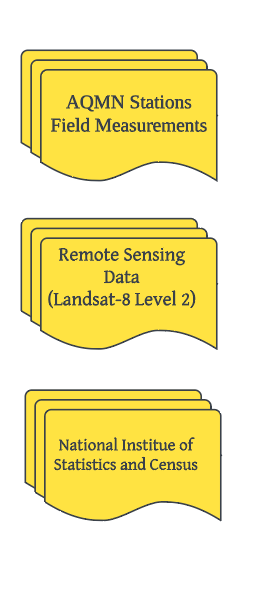 AQMN Stations
Field Measurements
Remote Sensing
Data
(Landsat-8 Level 2)
National Institue of
Statistics and Census